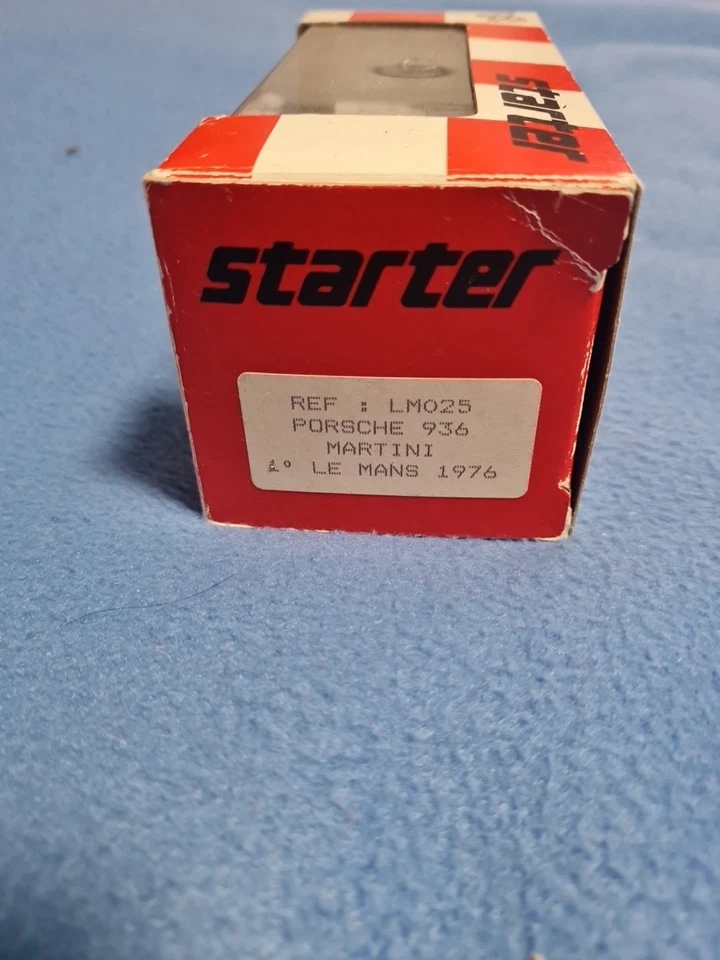 starter
starter
REF : LM025
PORSCHE 936
MARTINI
1° LE MANS 1976